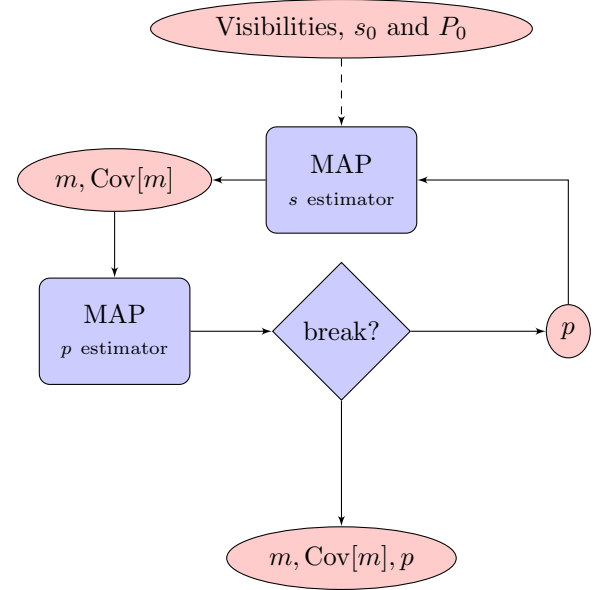 Visibilities, s₀ and P₀
MAP
s estimator
m, Cov[m]
MAP
p estimator
break?
p
m, Cov[m], p